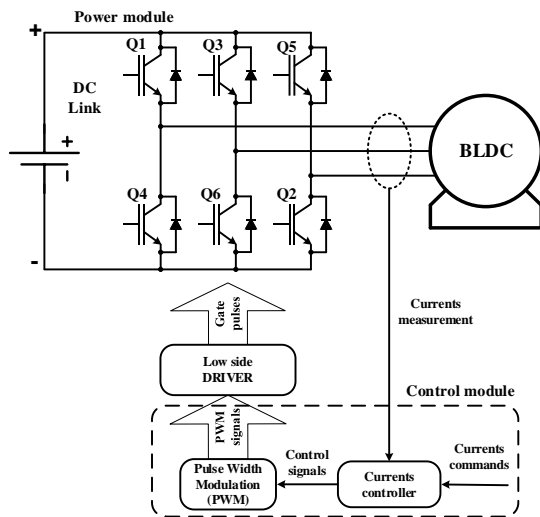 Power module
+
Q1
Q3
Q5
DC
Link
+
BLDC
Q4
Q6
Q2
-
Gate
pulses
Currents
measurement
Low side
DRIVER
Control module
PWM
signals
Control
signals
Currents
commands
Pulse Width
Modulation
(PWM)
Currents
controller